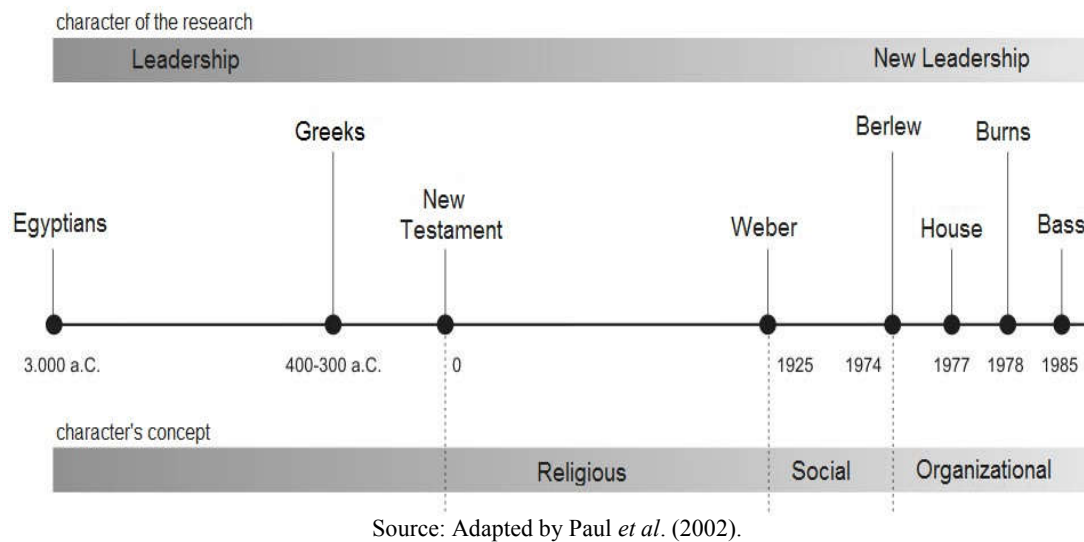 character of the research
Leadership
New Leadership
Greeks
Berlew
Burns
New
Testament
Egyptians
Weber
House
Bass
3.000 a.C.
400-300 a.C.
0
1925
1974
1977
1978
1985
character's concept
Religious
Social
Organizational
Source: Adapted by Paul et al. (2002).